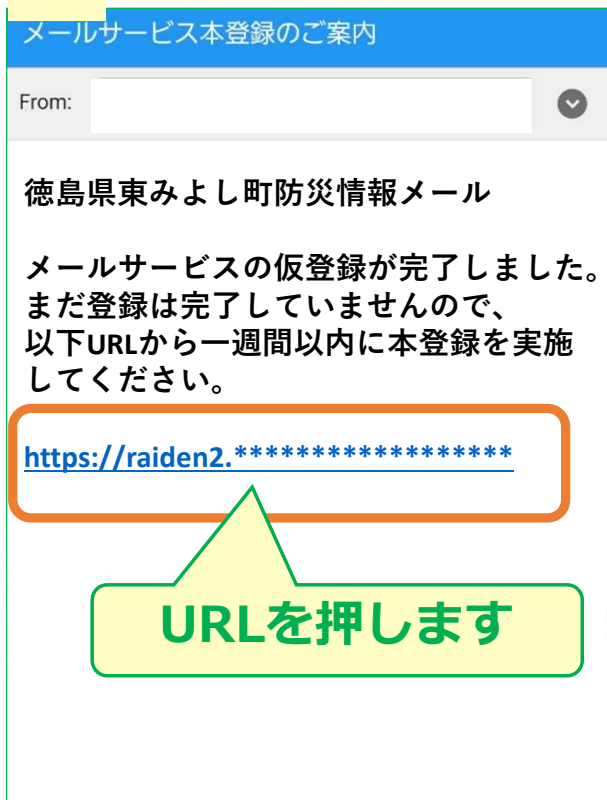 メールサービス本登録のご案内
From:
徳島県東みよし町防災情報メール
メールサービスの仮登録が完了しました。
まだ登録は完了していませんので、
以下URLから一週間以内に本登録を実施
してください。
https://raiden2.******************
URLを押します